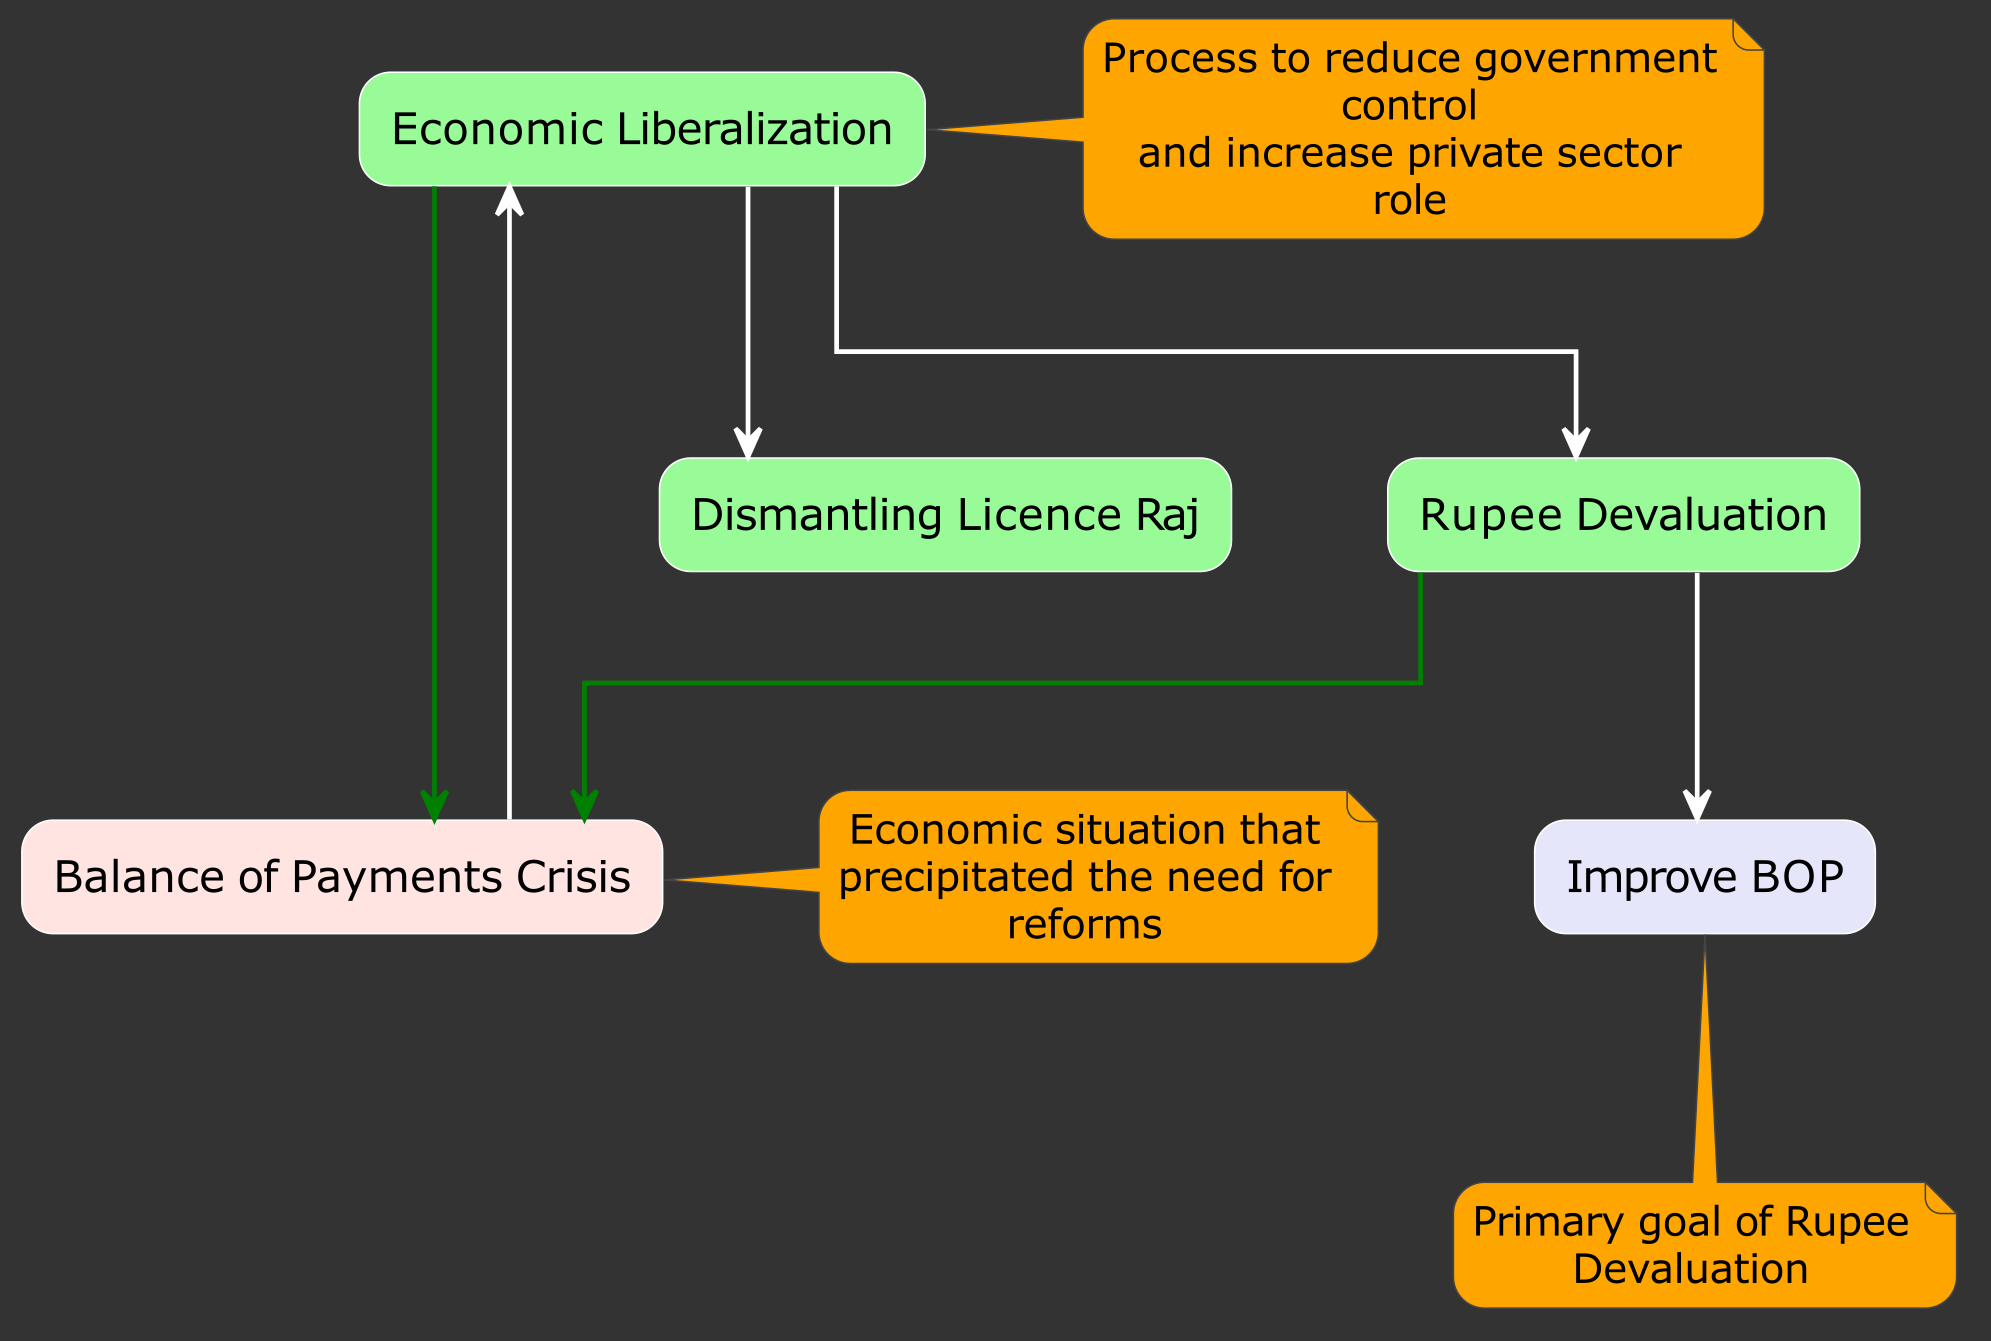 Process to reduce government
control
and increase private sector
role
Economic Liberalization
Dismantling Licence Raj
Rupee Devaluation
Balance of Payments Crisis
Economic situation that
precipitated the need for
reforms
Improve BOP
Primary goal of Rupee
Devaluation